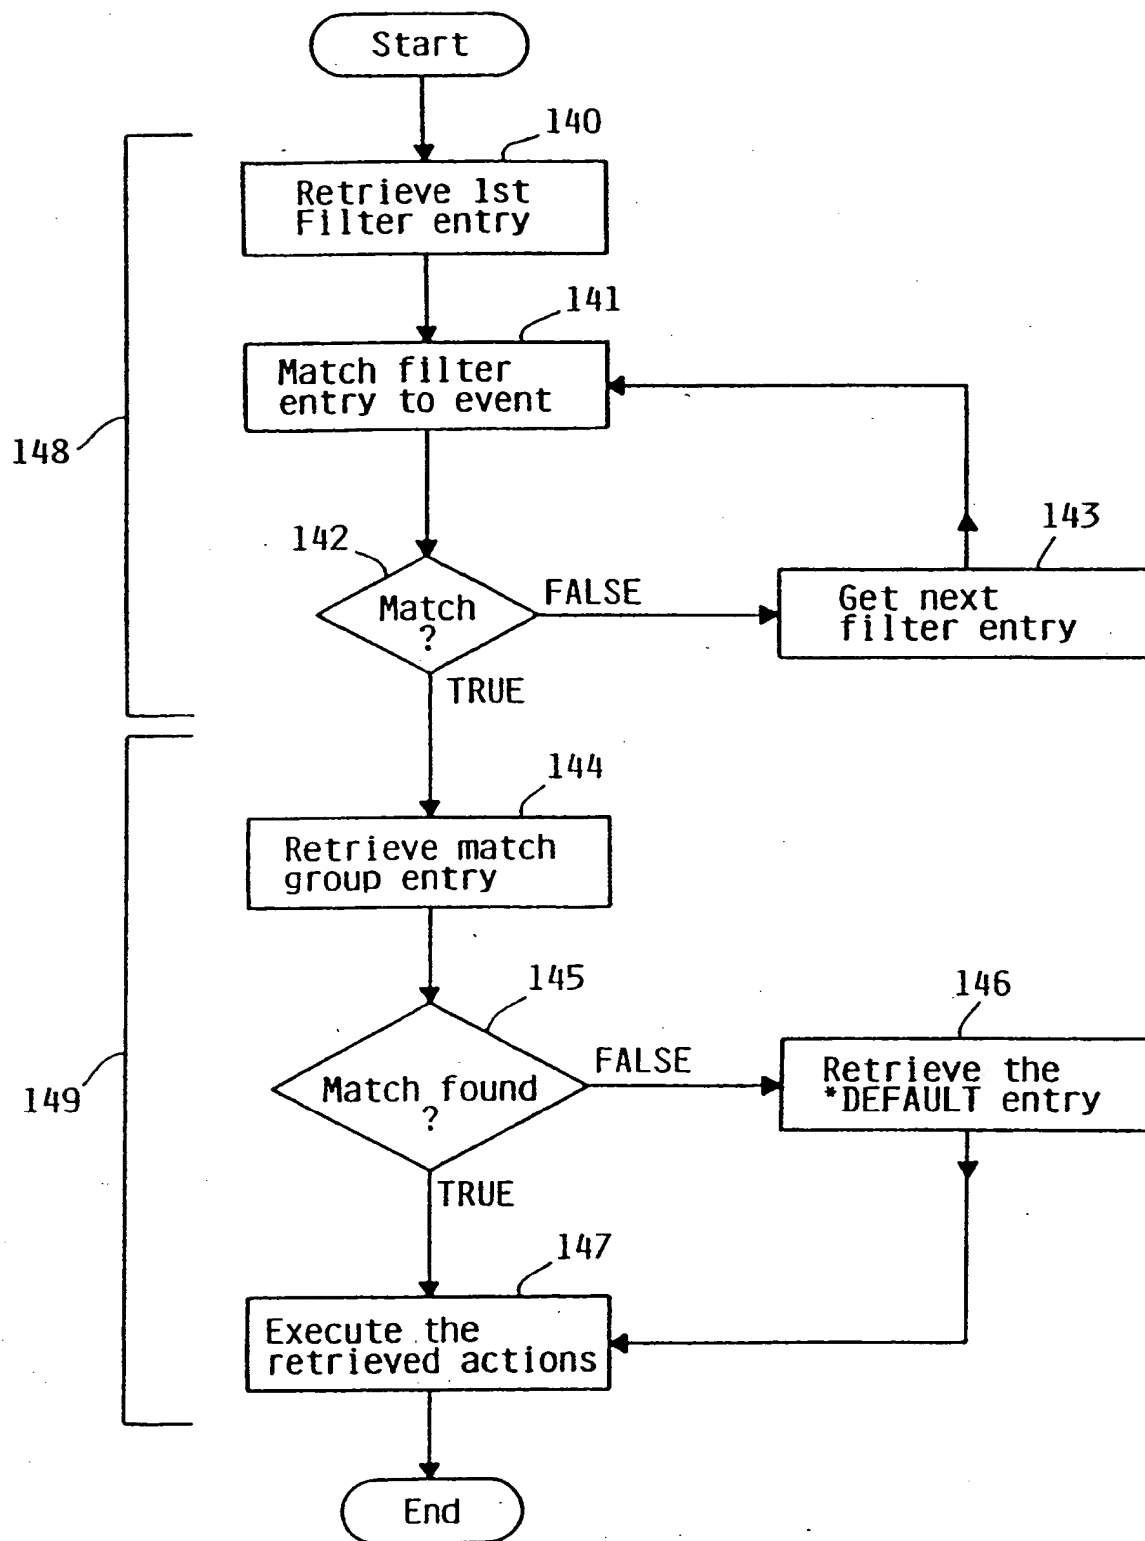 Start
140
Retrieve 1st
Filter entry
141
Match filter
entry to event
148
142
Match
?
FALSE
143
Get next
filter entry
TRUE
144
Retrieve match
group entry
145
Match found
?
FALSE
146
Retrieve the
*DEFAULT entry
149
TRUE
147
Execute the
retrieved actions
End